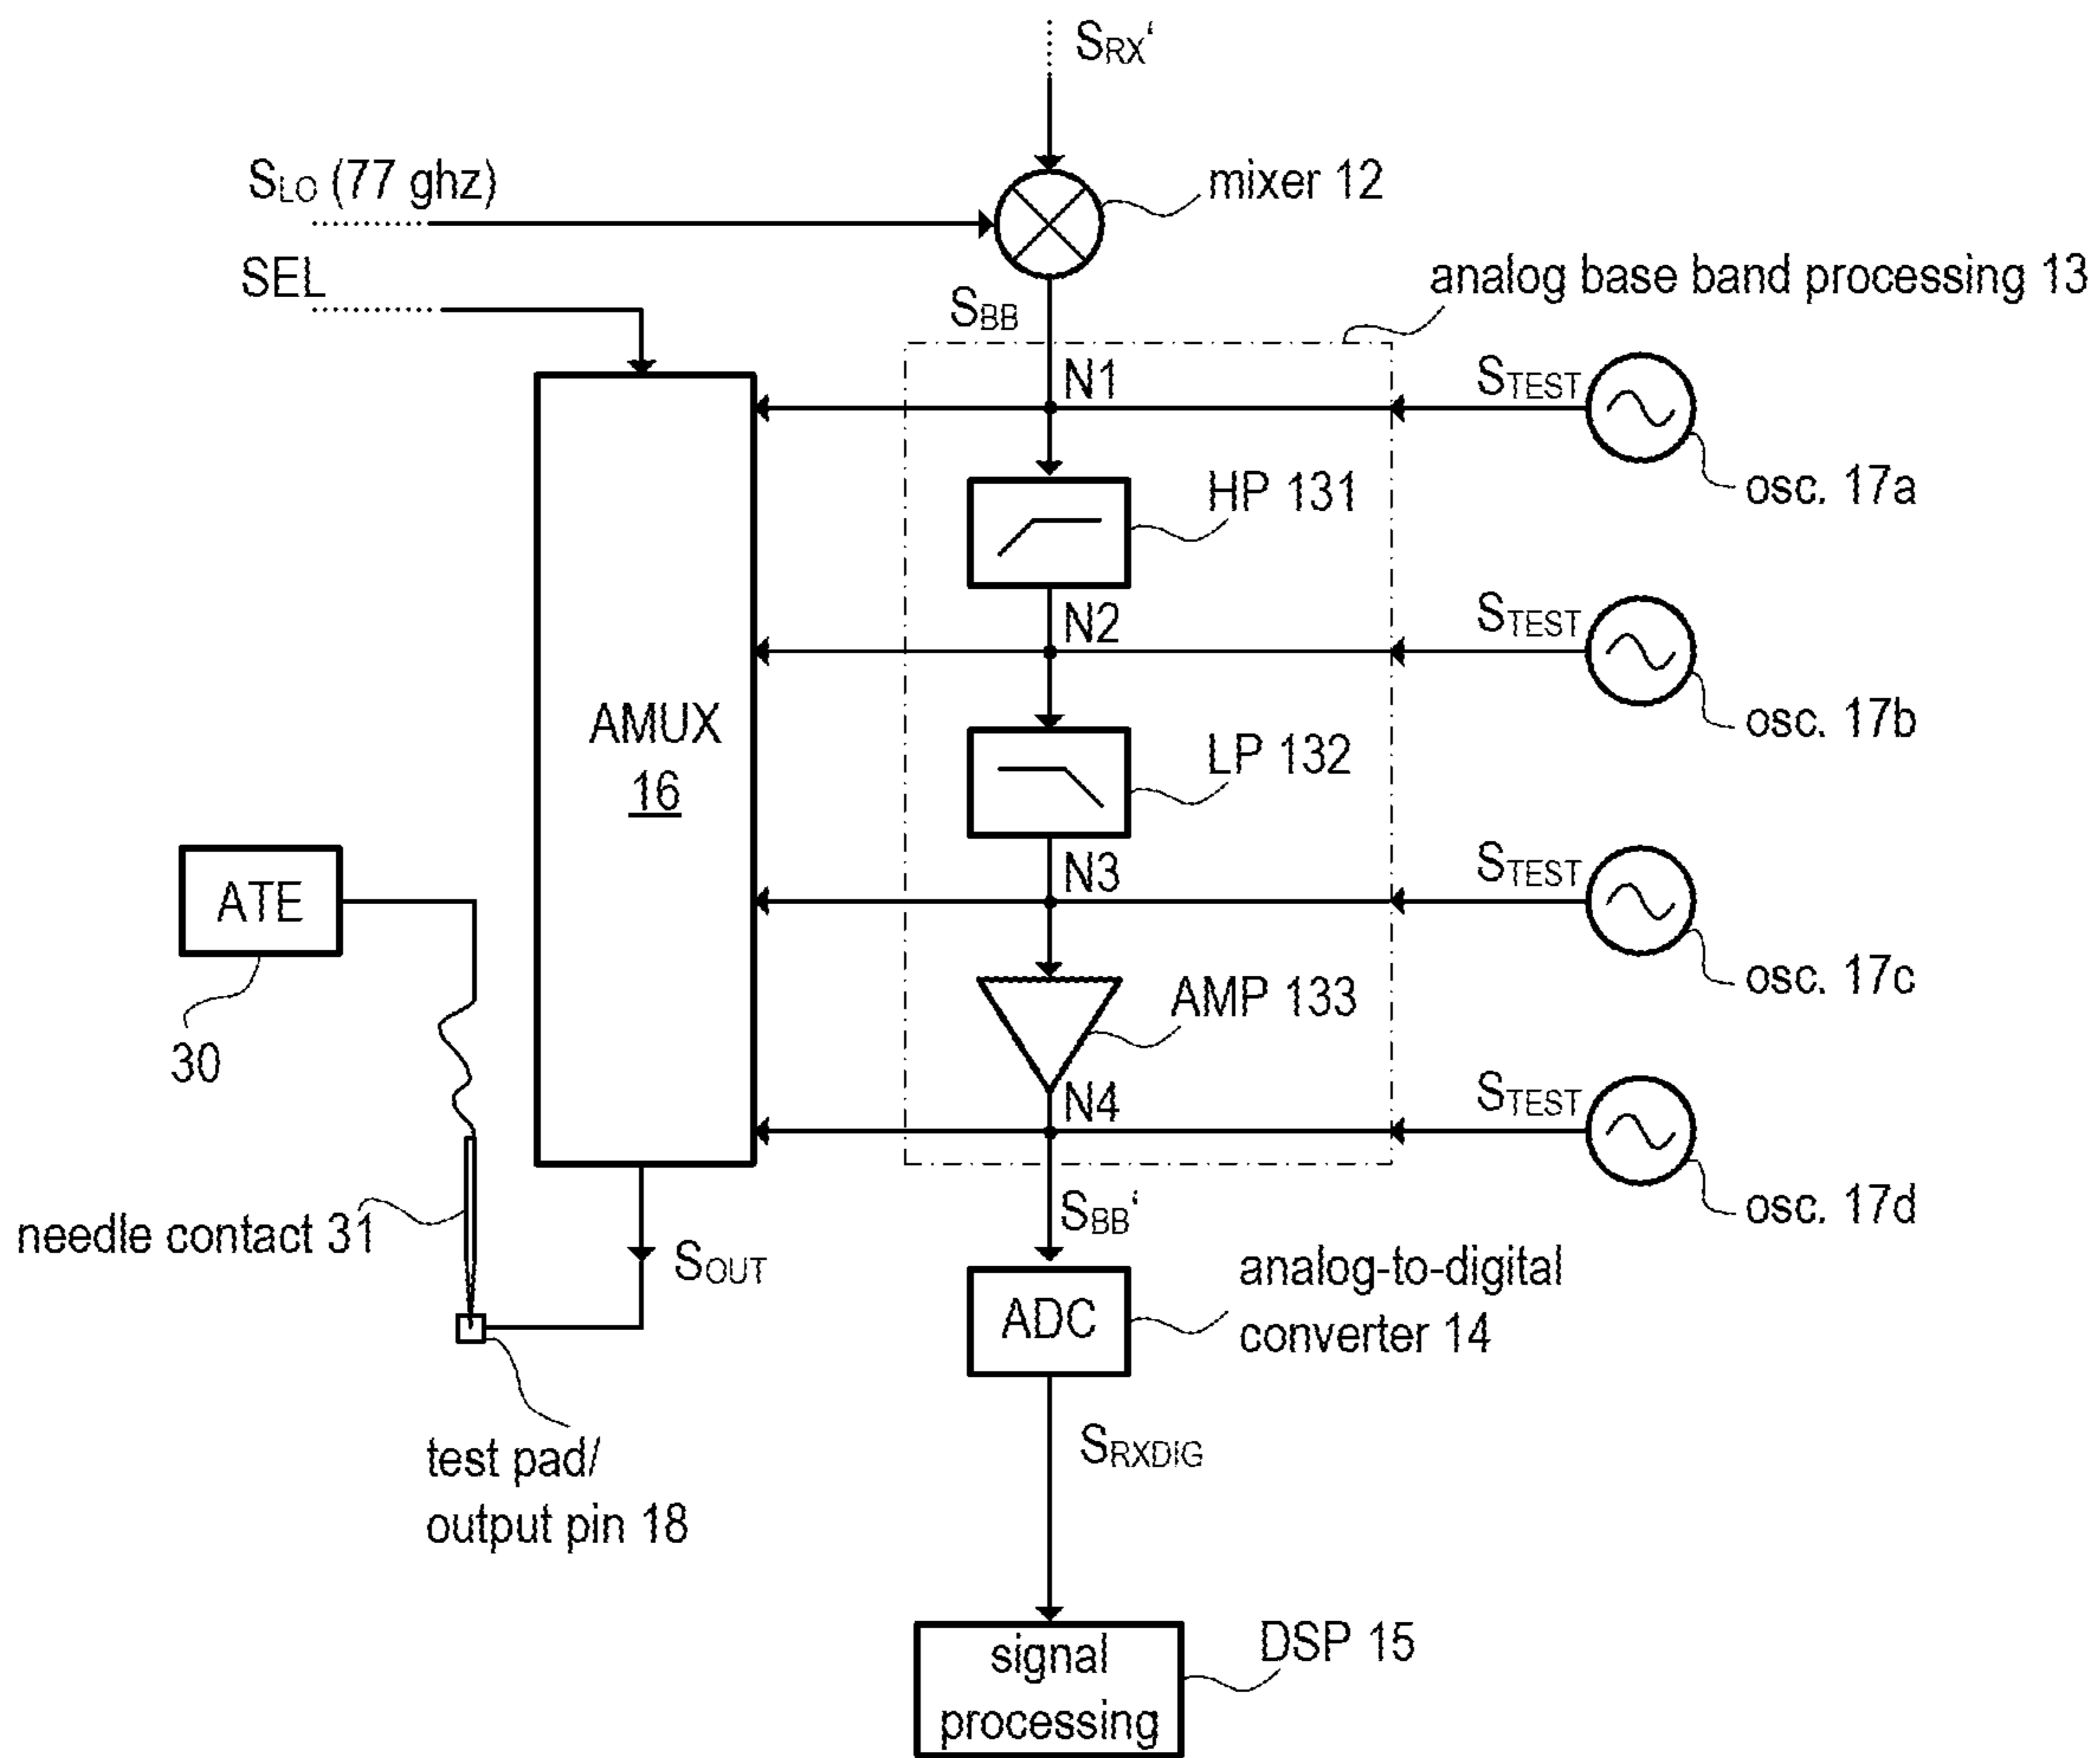 SRX‘
SLO (77 ghz)
mixer 12
SEL
analog base band processing 13
SBB
N1
STEST
HP 131
osc. 17a
N2
STEST
AMUX
16
LP 132
osc. 17b
N3
STEST
ATE
AMP 133
osc. 17c
30
N4
STEST
needle contact 31
SBB‘
osc. 17d
SOUT
ADC
analog-to-digital
converter 14
test pad/
output pin 18
SRXDIG
signal
processing
DSP 15